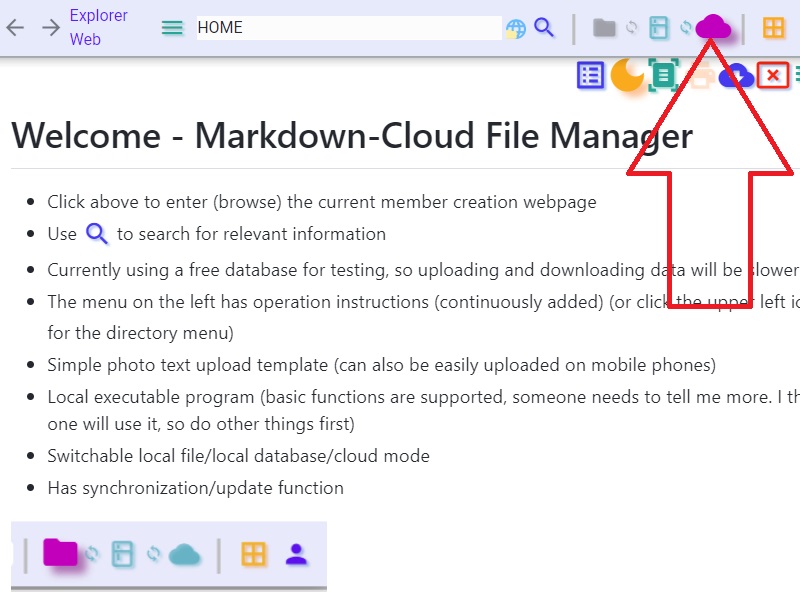 Explorer
Web
HOME
Welcome - Markdown-Cloud File Manager
Click above to enter (browse) the current member creation webpage
Use to search for relevant information
Currently using a free database for testing, so uploading and downloading data will be slower
The menu on the left has operation instructions (continuously added) (or click the upper left
for the directory menu)
Simple photo text upload template (can also be easily uploaded on mobile phones)
Local executable program (basic functions are supported, someone needs to tell me more. I
one will use it, so do other things first)
Switchable local file/local database/cloud mode
Has synchronization/update function